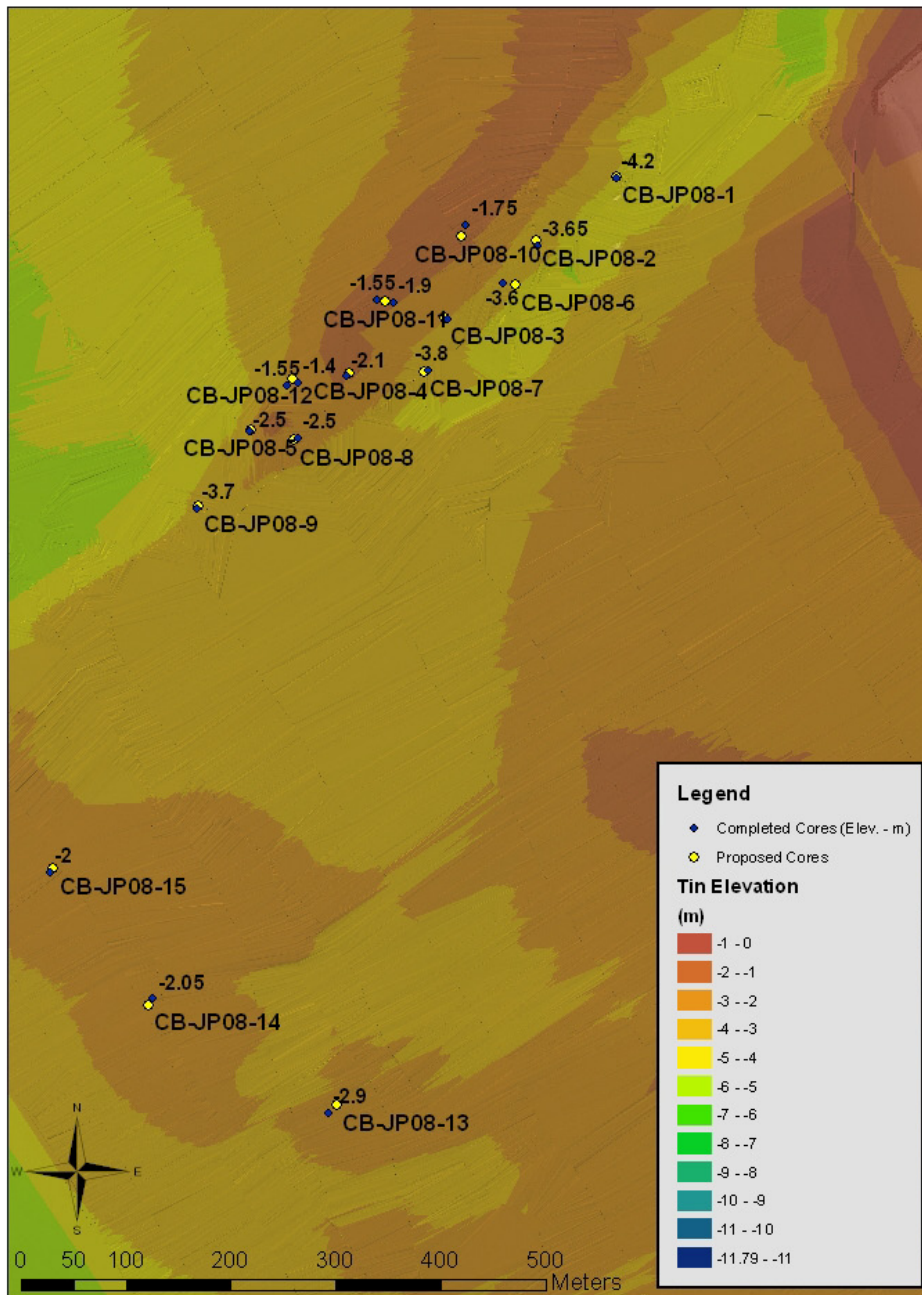 -4.2
CB-JP08-1
-1.75
-3.65
CB-JP08-10
CB-JP08-2
-1.55
-1.9
-3.6
CB-JP08-6
CB-JP08-11
CB-JP08-3
-1.55
-1.4
-2.1
-3.8
CB-JP08-12
CB-JP08-4
CB-JP08-7
-2.5
-2.5
CB-JP08-5
CB-JP08-8
-3.7
CB-JP08-9
-2
CB-JP08-15
-2.05
CB-JP08-14
-2.9
CB-JP08-13
N
W
E
S
0 50 100 200 300 400 500
Meters
Legend
Completed Cores (Elev. - m)
Proposed Cores
Tin Elevation
(m)
-1 - 0
-2 - -1
-3 - -2
-4 - -3
-5 - -4
-6 - -5
-7 - -6
-8 - -7
-9 - -8
-10 - -9
-11 - -10
-11.79 - -11